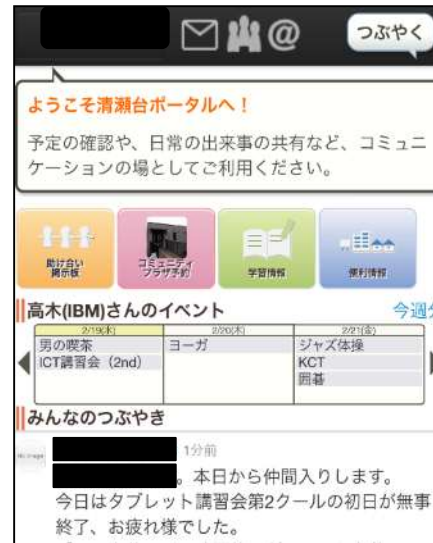 @
つぶやく
ようこそ清瀬台ポータルへ！
予定の確認や、日常の出来事の共有など、コミュニ
ケーションの場としてご利用ください。
助け合い
掲示板
コミュニティ
プラザ予約
学習情報
便利情報
高木(IBM)さんのイベント
今週分
2/19(水)
2/20(木)
2/21(金)
男の喫茶
ヨーガ
ジャズ体操
ICT講習会（2nd）
KCT
囲碁
みんなのつぶやき
1分前
。本日から仲間入りします。
今日はタブレット講習会第2クールの初日が無事
終了、お疲れ様でした。